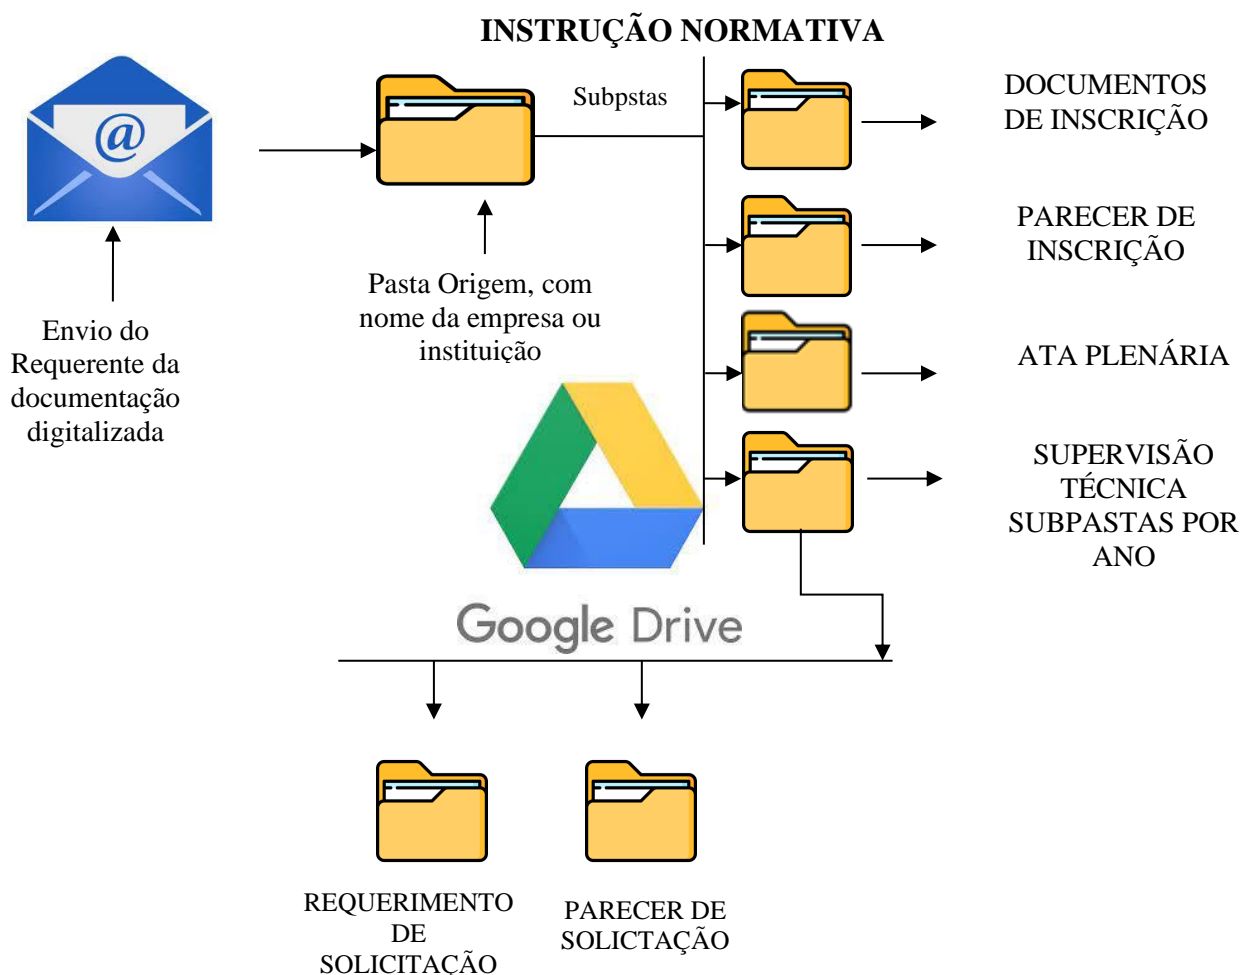 INSTRUÇÃO NORMATIVA
@
Envio do
Requerente da
documentação
digitalizada
Pasta Origem, com
nome da empresa ou
instituição
Subpstas
DOCUMENTOS
DE INSCRIÇÃO
PARECER DE
INSCRIÇÃO
ATA PLENÁRIA
SUPERVISÃO
TÉCNICA
SUBPASTAS POR
ANO
Google Drive
REQUERIMENTO
DE
SOLICITAÇÃO
PARECER DE
SOLICTAÇÃO